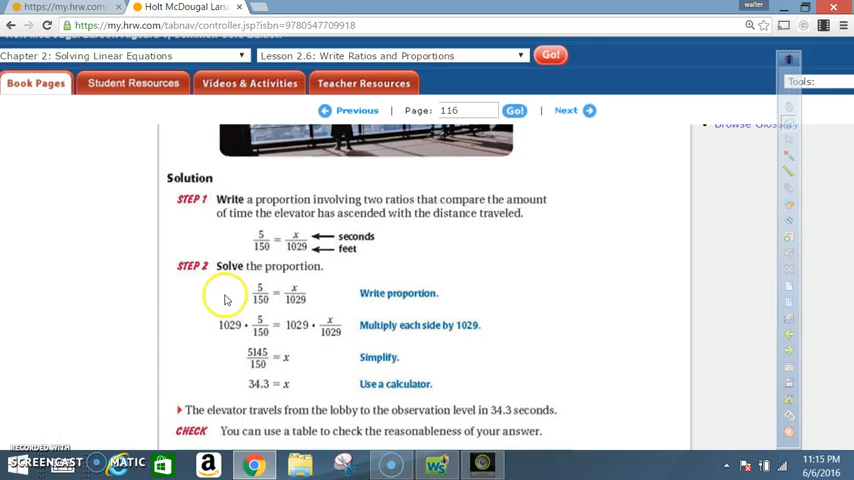 https://my.hrw.com/tabnav/
Holt McDougal Lars
walter
https://my.hrw.com/tabnav/controller.jsp?isbn=9780547709918
Chapter 2: Solving Linear Equations
Lesson 2.6: Write Ratios and Proportions
Go!
Book Pages
Student Resources
Videos & Activities
Teacher Resources
Tools:
Previous | Page: 116 Go! | Next
Browse Glossary
Solution
STEP 1 Write a proportion involving two ratios that compare the amount
of time the elevator has ascended with the distance traveled.
5/150 = x/1029 seconds
feet
STEP 2 Solve the proportion.
5/150 = x/1029 Write proportion.
1029 • 5/150 = 1029 • x/1029 Multiply each side by 1029.
5145/150 = x Simplify.
34.3 = x Use a calculator.
The elevator travels from the lobby to the observation level in 34.3 seconds.
CHECK You can use a table to check the reasonableness of your answer.
RECORDED WITH
SCREENCAST MATIC
11:15 PM
6/6/2016